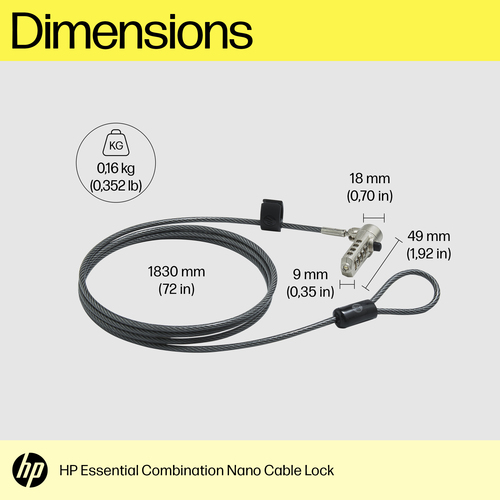 Dimensions
KG
0,16 kg
(0,352 lb)
18 mm
(0,70 in)
49 mm
(1,92 in)
1830 mm
(72 in)
9 mm
(0,35 in)
hp HP Essential Combination Nano Cable Lock